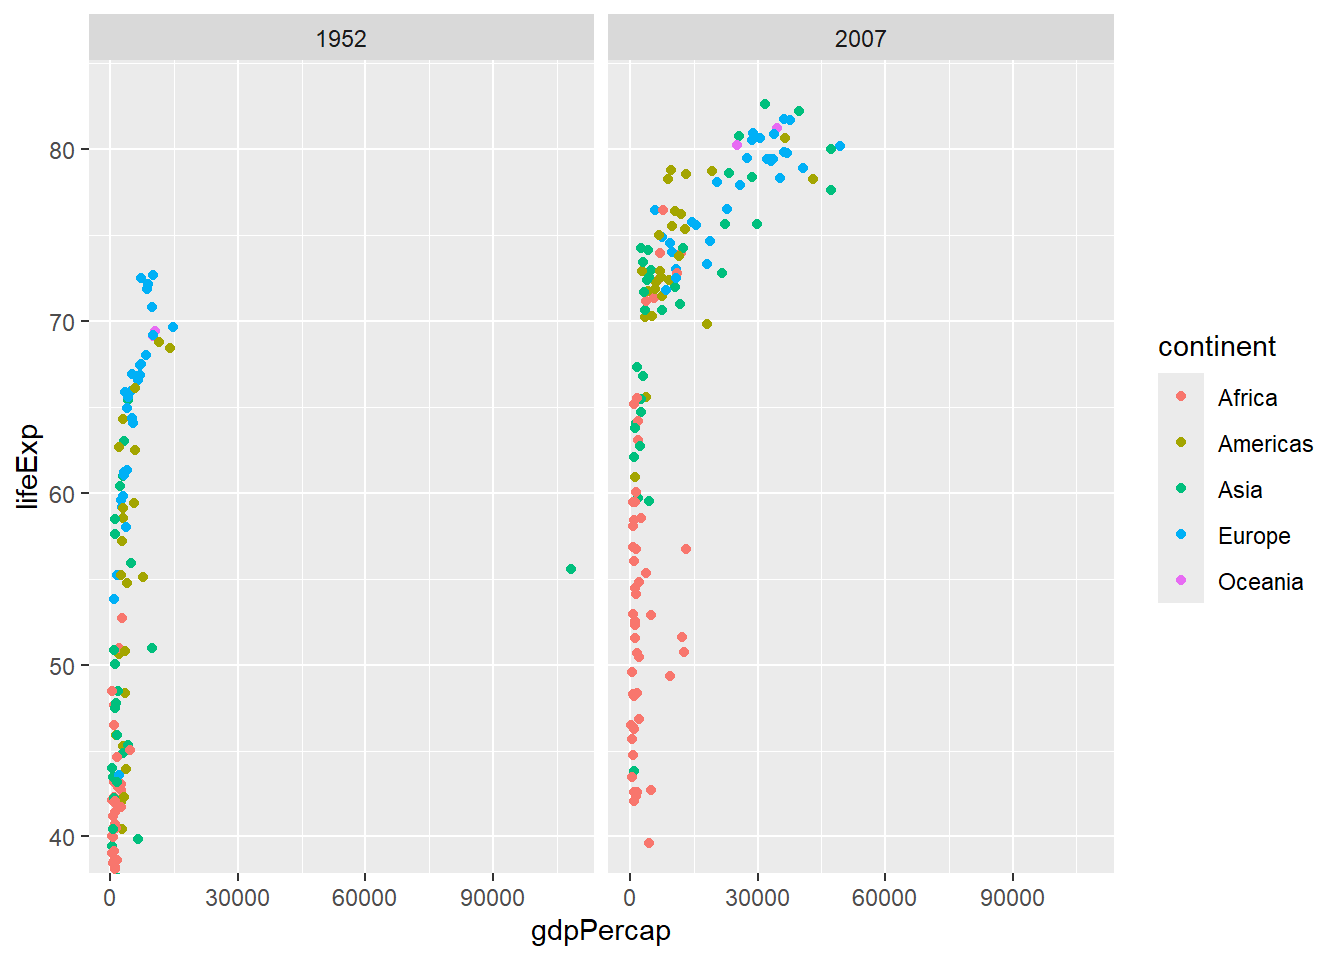 1952
2007
80
70
60
50
40
lifeExp
0
30000
60000
90000
0
30000
60000
90000
gdpPercap
continent
Africa
Americas
Asia
Europe
Oceania